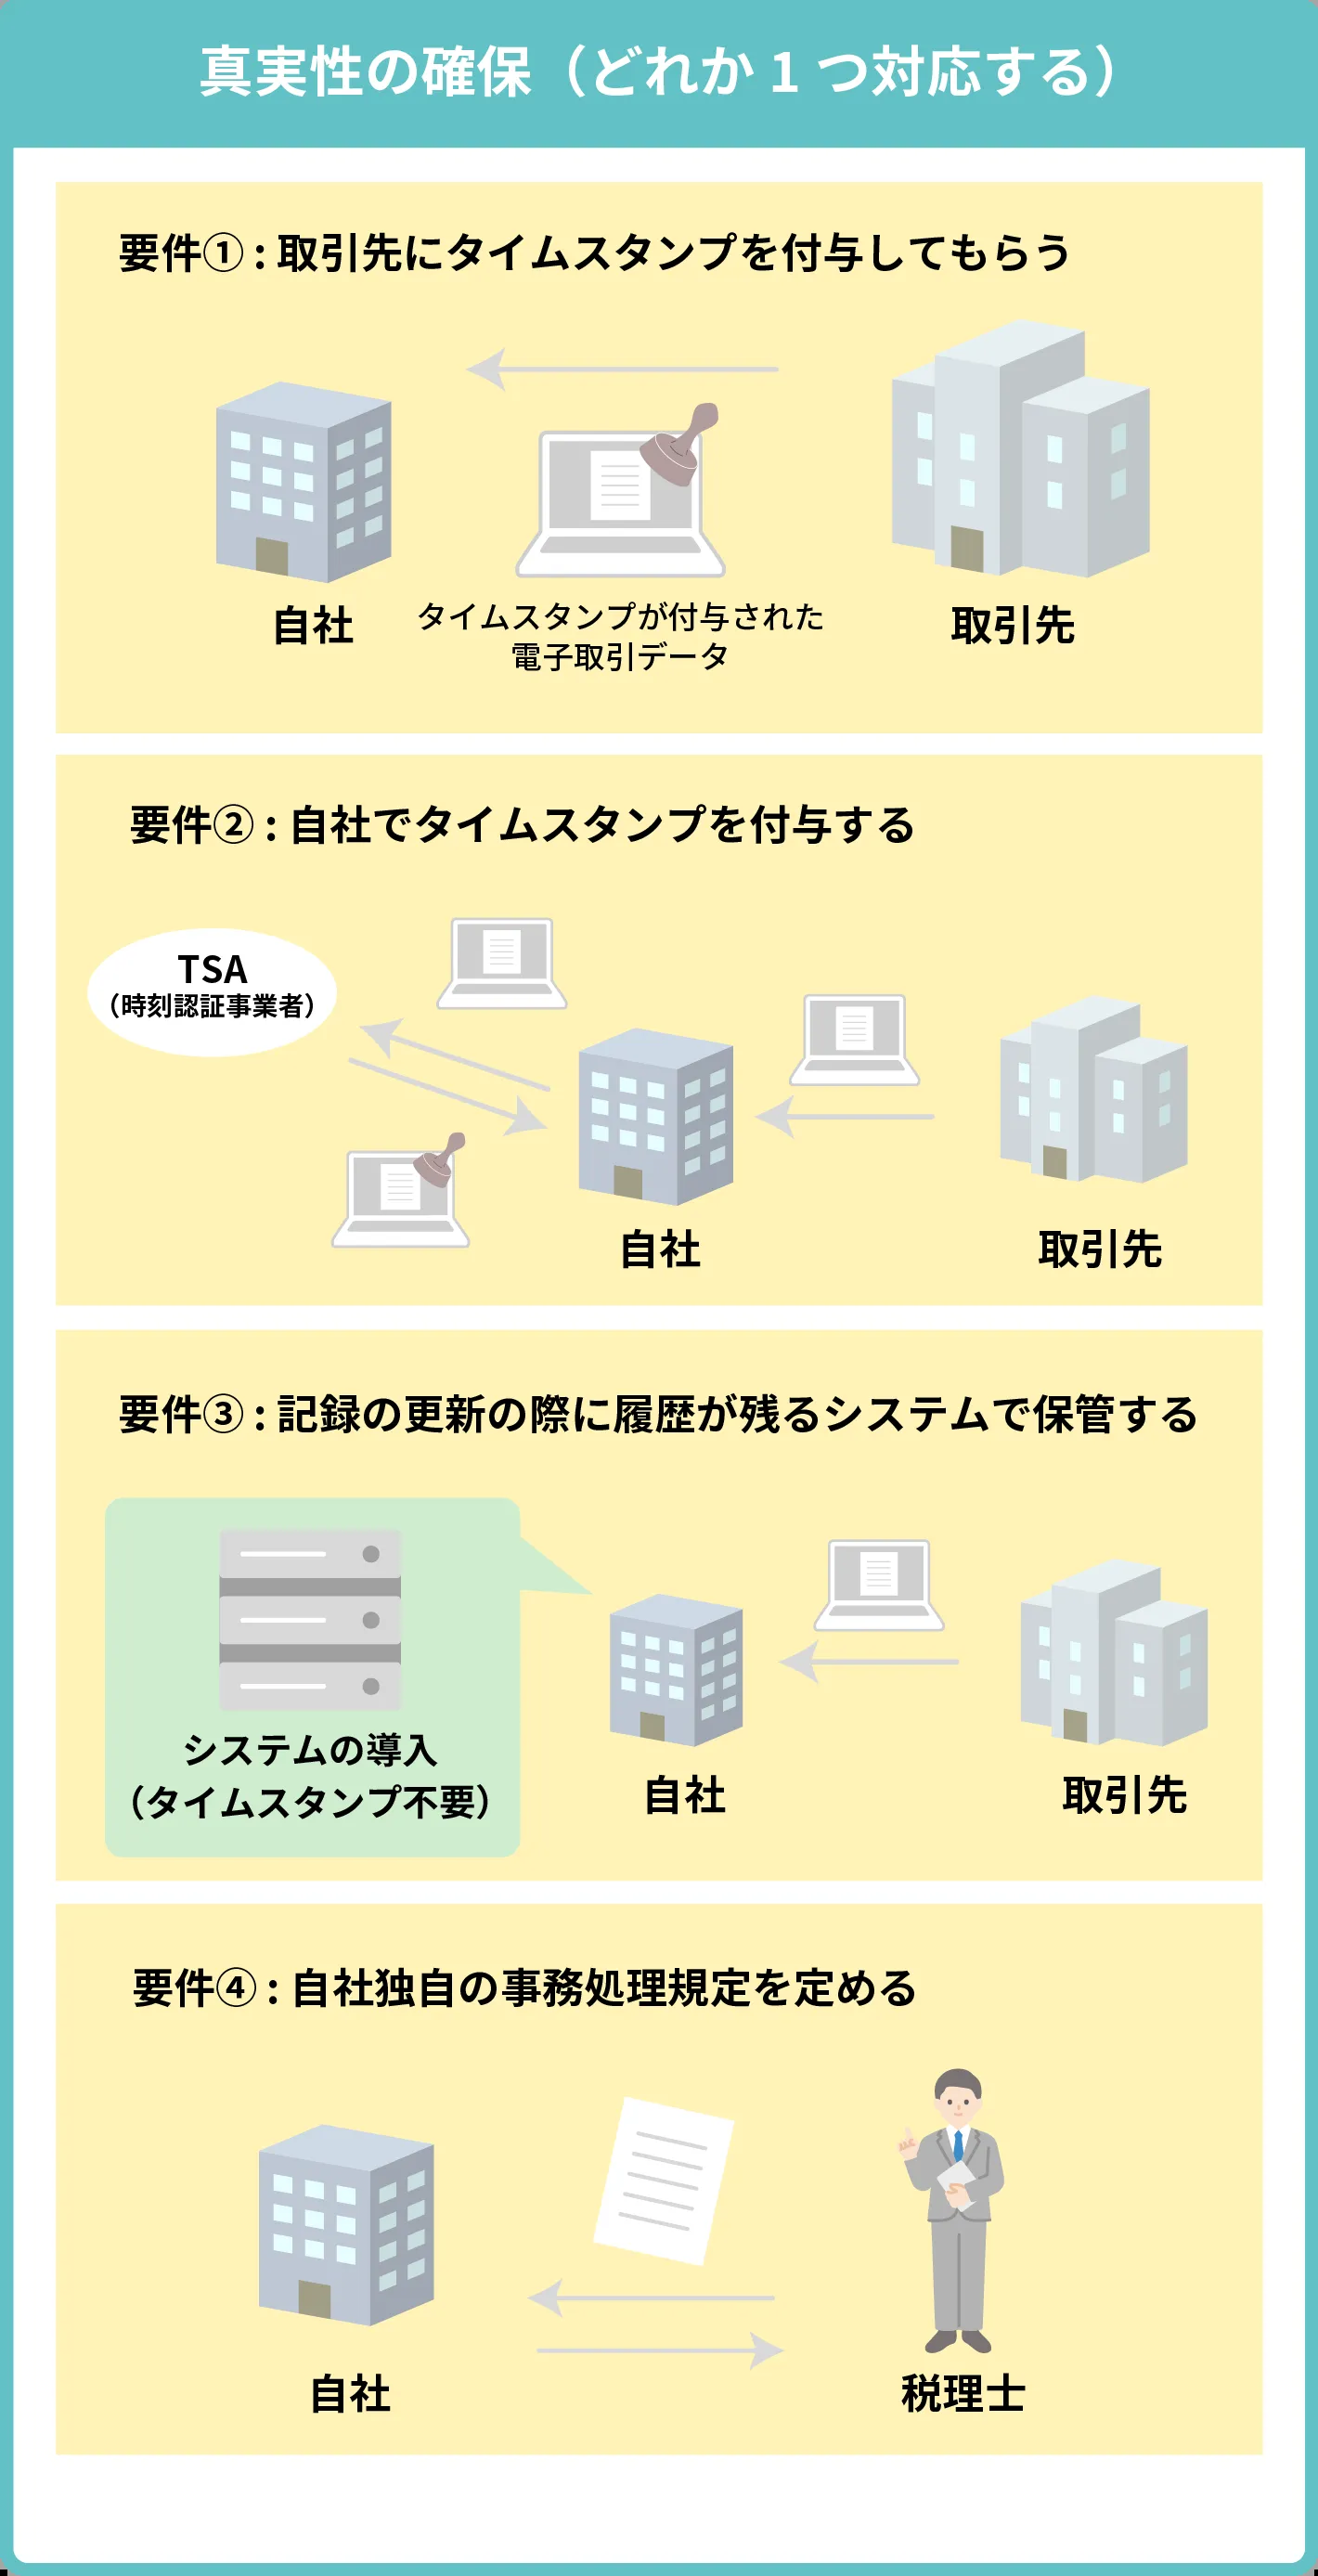 真実性の確保（どれか1つ対応する）
要件①：取引先にタイムスタンプを付与してもらう
自社
タイムスタンプが付与された
電子取引データ
取引先
要件②：自社でタイムスタンプを付与する
TSA
（時刻認証事業者）
自社
取引先
要件③：記録の更新の際に履歴が残るシステムで保管する
システムの導入
（タイムスタンプ不要）
自社
取引先
要件④：自社独自の事務処理規定を定める
自社
税理士